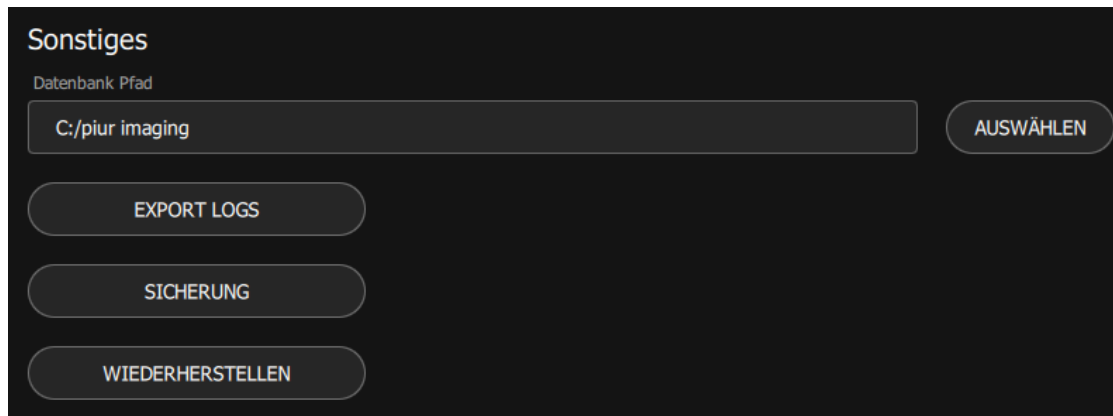 Sonstiges
Datenbank Pfad
C:/piur imaging
AUSWÄHLEN
EXPORT LOGS
SICHERUNG
WIEDERHERSTELLEN